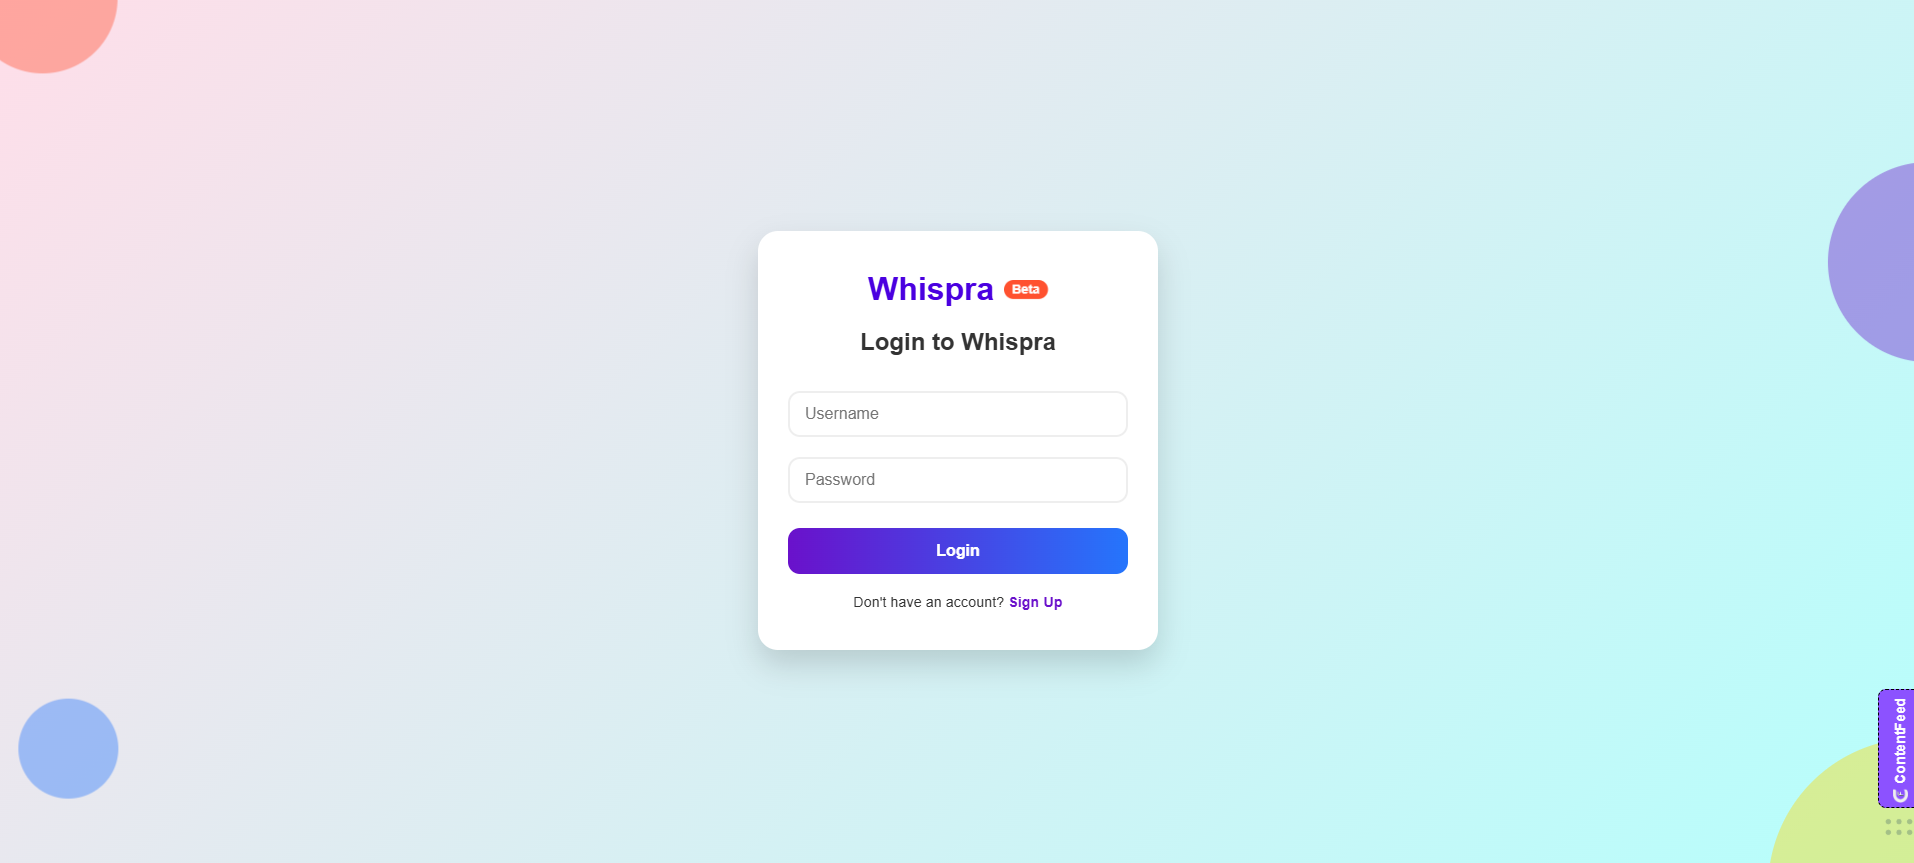 Whispra Beta
Login to Whispra
Username
Password
Login
Don't have an account? Sign Up
ContentFeed